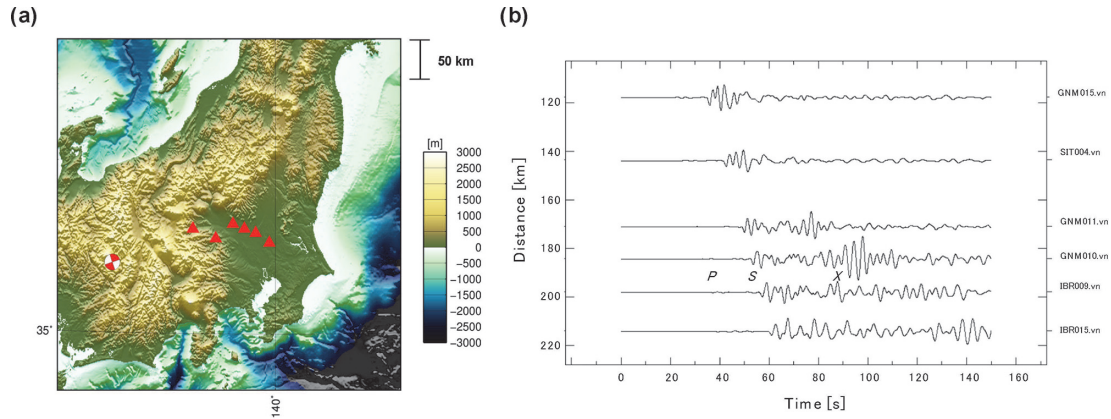 (a)
50 km
[m]
3000
2500
2000
1500
1000
500
0
−500
−1000
−1500
−2000
−2500
−3000
35°
140°
(b)
Distance [km]
120
140
160
180
200
220
P
S
X
GNM015.vn
SIT004.vn
GNM011.vn
GNM010.vn
IBR009.vn
IBR015.vn
0
20
40
60
80
100
120
140
160
Time [s]